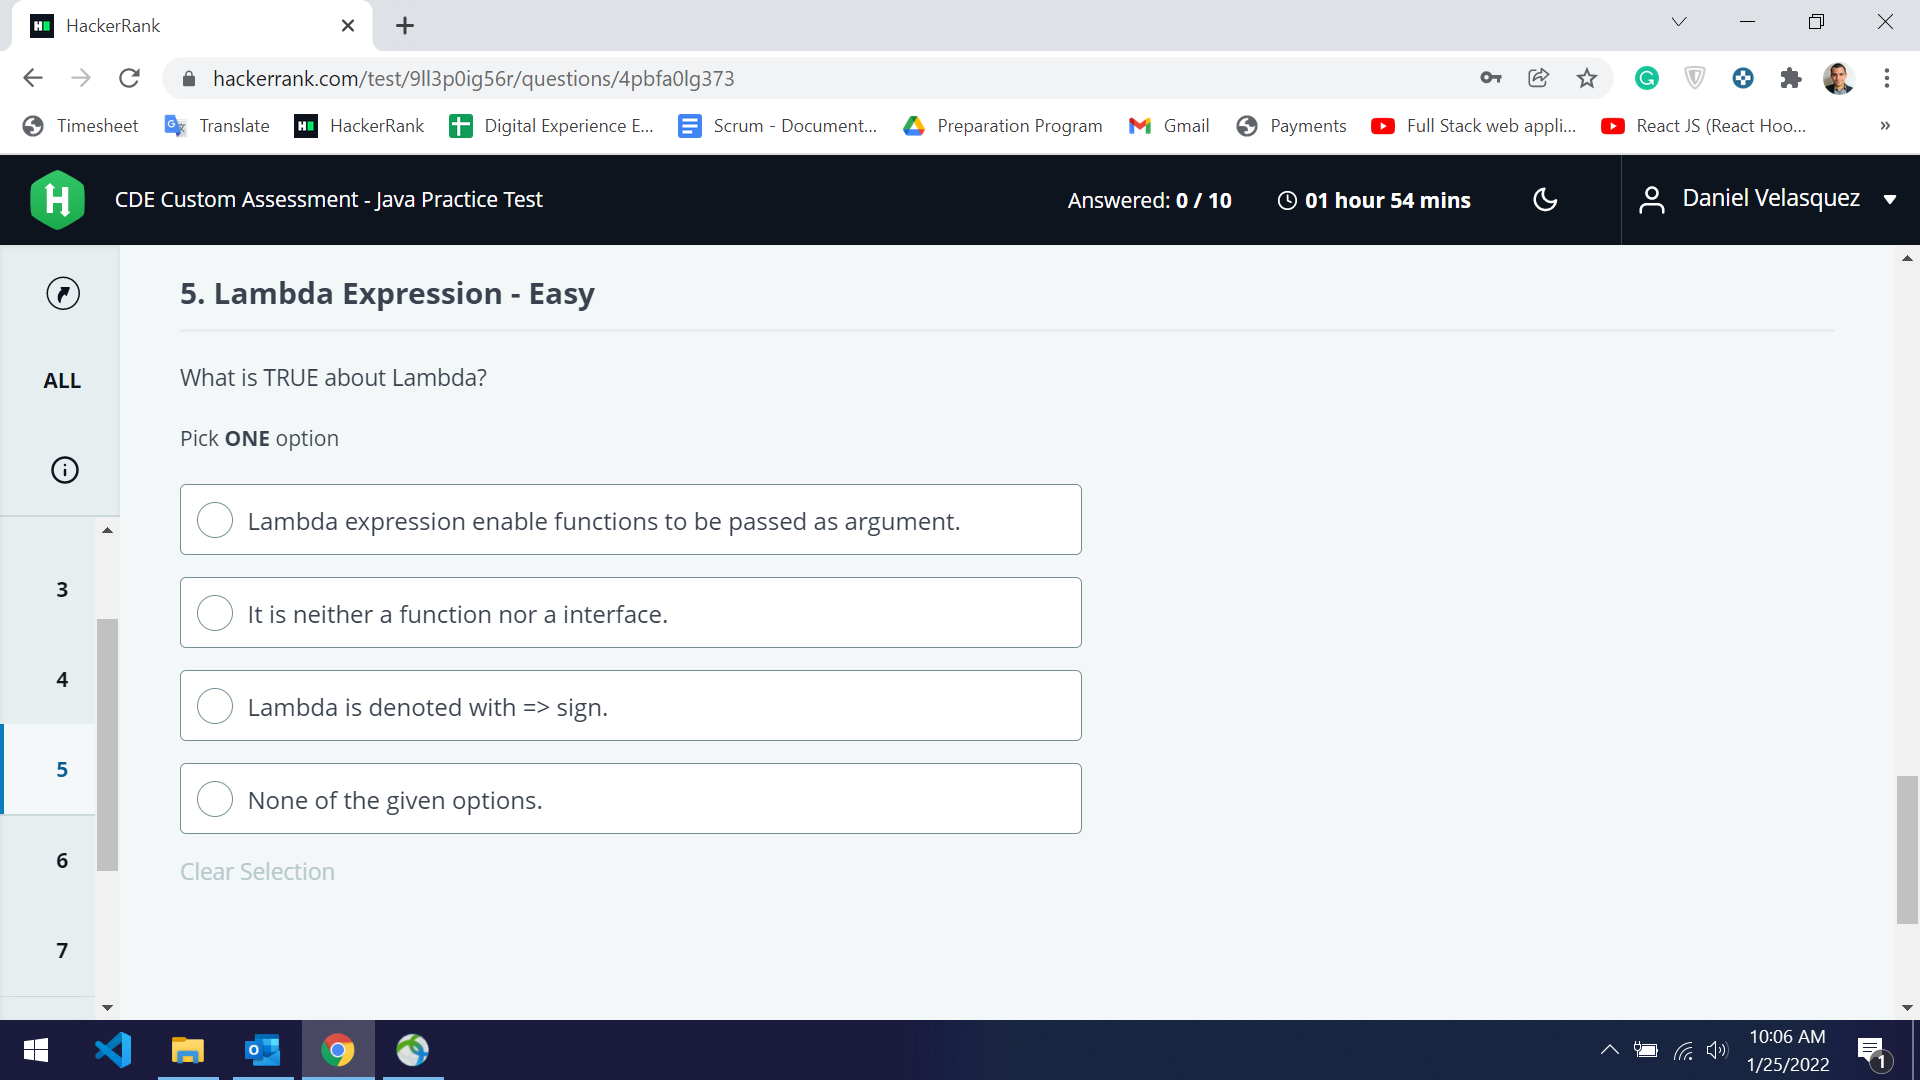 HackerRank
hackerrank.com/test/9ll3p0ig56r/questions/4pbfa0lg373
Timesheet Translate HackerRank Digital Experience E... Scrum - Document... Preparation Program Gmail Payments Full Stack web appli... React JS (React Hoo... »
CDE Custom Assessment - Java Practice Test
Answered: 0 / 10
01 hour 54 mins
Daniel Velasquez
ALL
3
4
5
6
7
5. Lambda Expression - Easy
What is TRUE about Lambda?
Pick ONE option
Lambda expression enable functions to be passed as argument.
It is neither a function nor a interface.
Lambda is denoted with => sign.
None of the given options.
Clear Selection
10:06 AM
1/25/2022
1